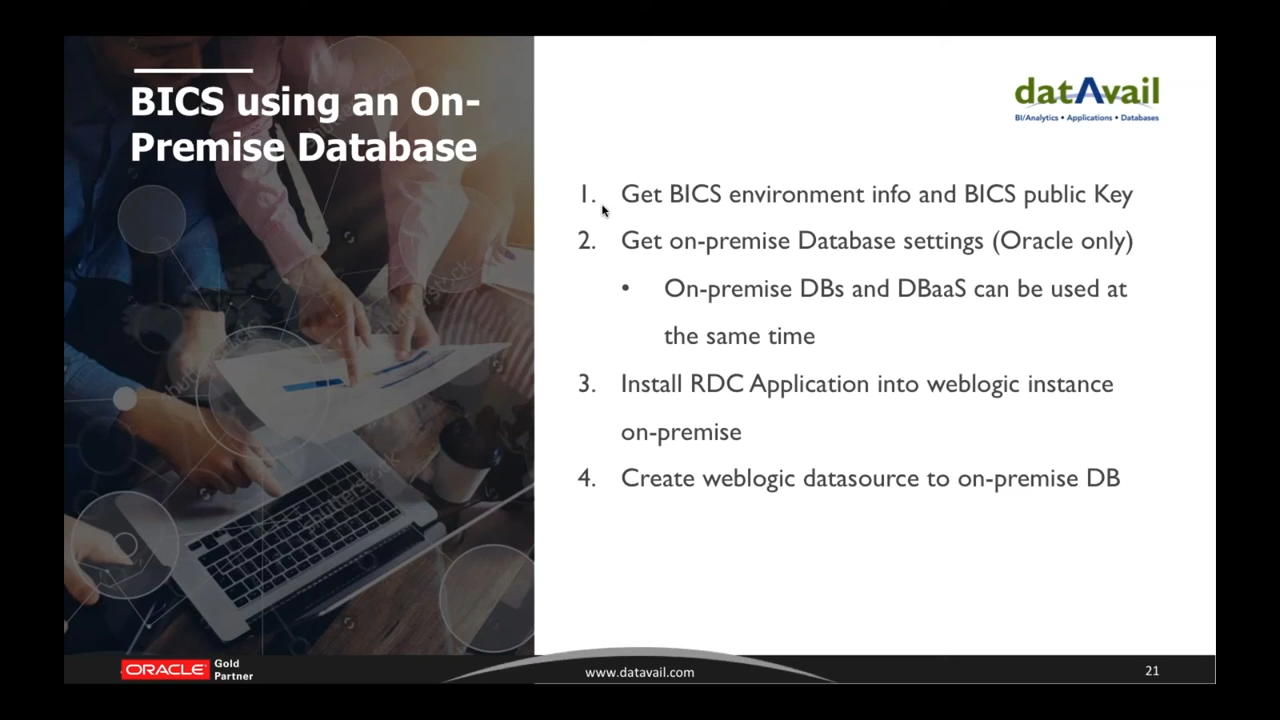 BICS using an On-
Premise Database
datAvail
BI/Analytics • Applications • Databases
1. Get BICS environment info and BICS public Key
2. Get on-premise Database settings (Oracle only)
• On-premise DBs and DBaaS can be used at
the same time
3. Install RDC Application into weblogic instance
on-premise
4. Create weblogic datasource to on-premise DB
shutterstock
ORACLE
Gold
Partner
www.datavail.com
21